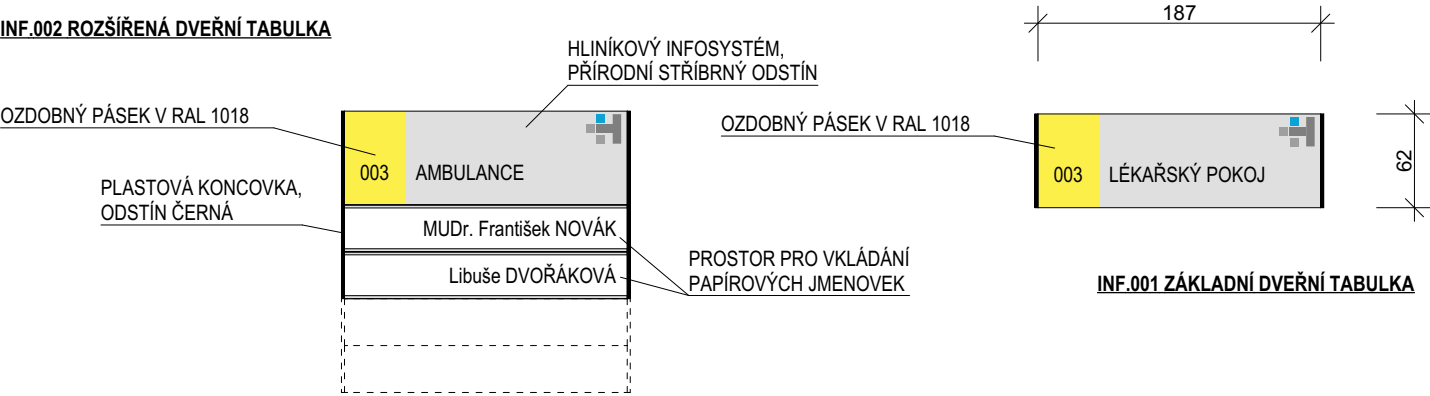 INF.002 ROZŠÍŘENÁ DVEŘNÍ TABULKA
HLINÍKOVÝ INFOSYSTÉM,
PŘÍRODNÍ STŘÍBRNÝ ODSTÍN
OZDOBNÝ PÁSEK V RAL 1018
PLASTOVÁ KONCOVKA,
ODSTÍN ČERNÁ
003 AMBULANCE
MUDr. František NOVÁK
Libuše DVOŘÁKOVÁ
PROSTOR PRO VKLÁDÁNÍ
PAPÍROVÝCH JMENOVEK
187
OZDOBNÝ PÁSEK V RAL 1018
003 LÉKAŘSKÝ POKOJ
62
INF.001 ZÁKLADNÍ DVEŘNÍ TABULKA